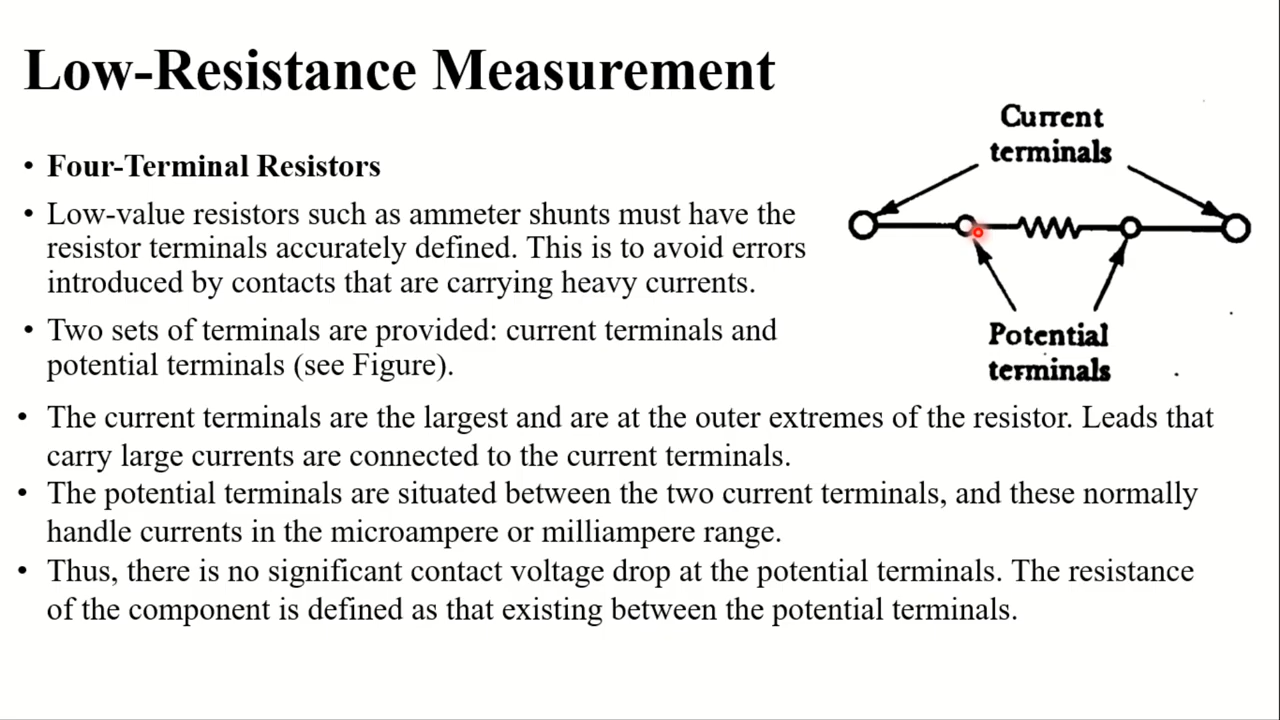 Low-Resistance Measurement
Current
terminals
Potential
terminals
• Four-Terminal Resistors
• Low-value resistors such as ammeter shunts must have the
resistor terminals accurately defined. This is to avoid errors
introduced by contacts that are carrying heavy currents.
• Two sets of terminals are provided: current terminals and
potential terminals (see Figure).
• The current terminals are the largest and are at the outer extremes of the resistor. Leads that
carry large currents are connected to the current terminals.
• The potential terminals are situated between the two current terminals, and these normally
handle currents in the microampere or milliampere range.
• Thus, there is no significant contact voltage drop at the potential terminals. The resistance
of the component is defined as that existing between the potential terminals.